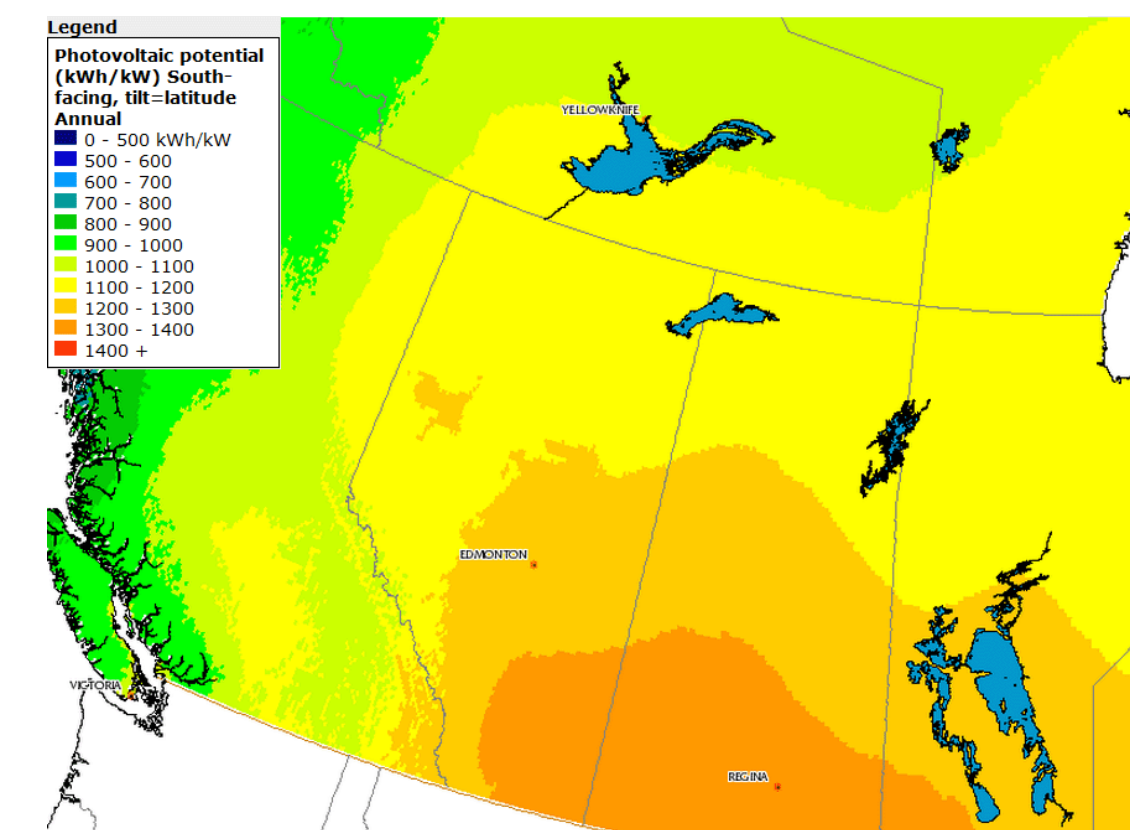 Legend
Photovoltaic potential
(kWh/kW) South-
facing, tilt=latitude
Annual
0 - 500 kWh/kW
500 - 600
600 - 700
700 - 800
800 - 900
900 - 1000
1000 - 1100
1100 - 1200
1200 - 1300
1300 - 1400
1400 +
YELLOWKNIFE
EDMONTON
VICTORIA
REGINA